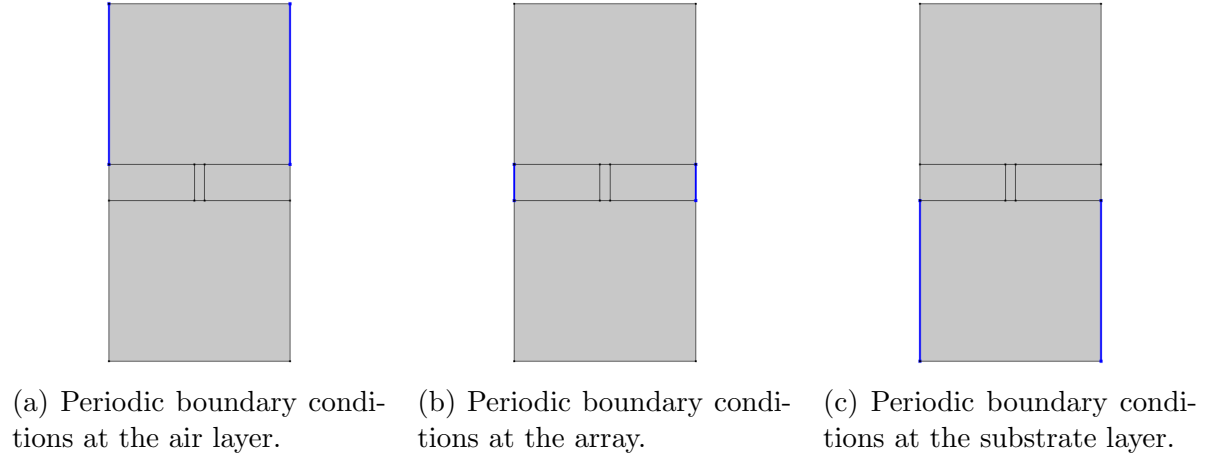 (a) Periodic boundary condi-
tions at the air layer.
(b) Periodic boundary condi-
tions at the array.
(c) Periodic boundary condi-
tions at the substrate layer.